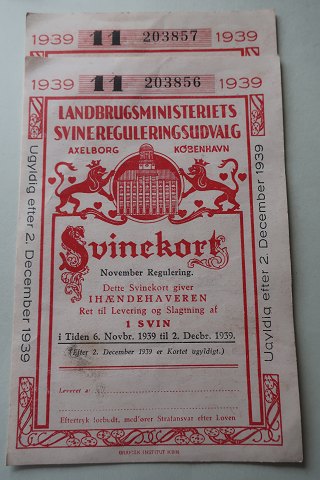 1939 11 203857 1939
1939 11 203856 1939
LANDBRUGSMINISTERIETS
SVINEREGULERINGSUDVALG
AXELBORG KØBENHAVN
Svinekort
November Regulering.
Dette Svinekort giver
IHÆNDEHAVEREN
Ret til Levering og Slagtning af
1 SVIN
i Tiden 6. Novbr. 1939 til 2. Decbr. 1939.
(Efter 2. December 1939 er Kortet ugyldigt.)
Leveret a:
Eftertryk forbudt, medfører Strafansvar efter Loven
Ugyldig efter 2. December 1939
Ugyldig efter 2. December 1939